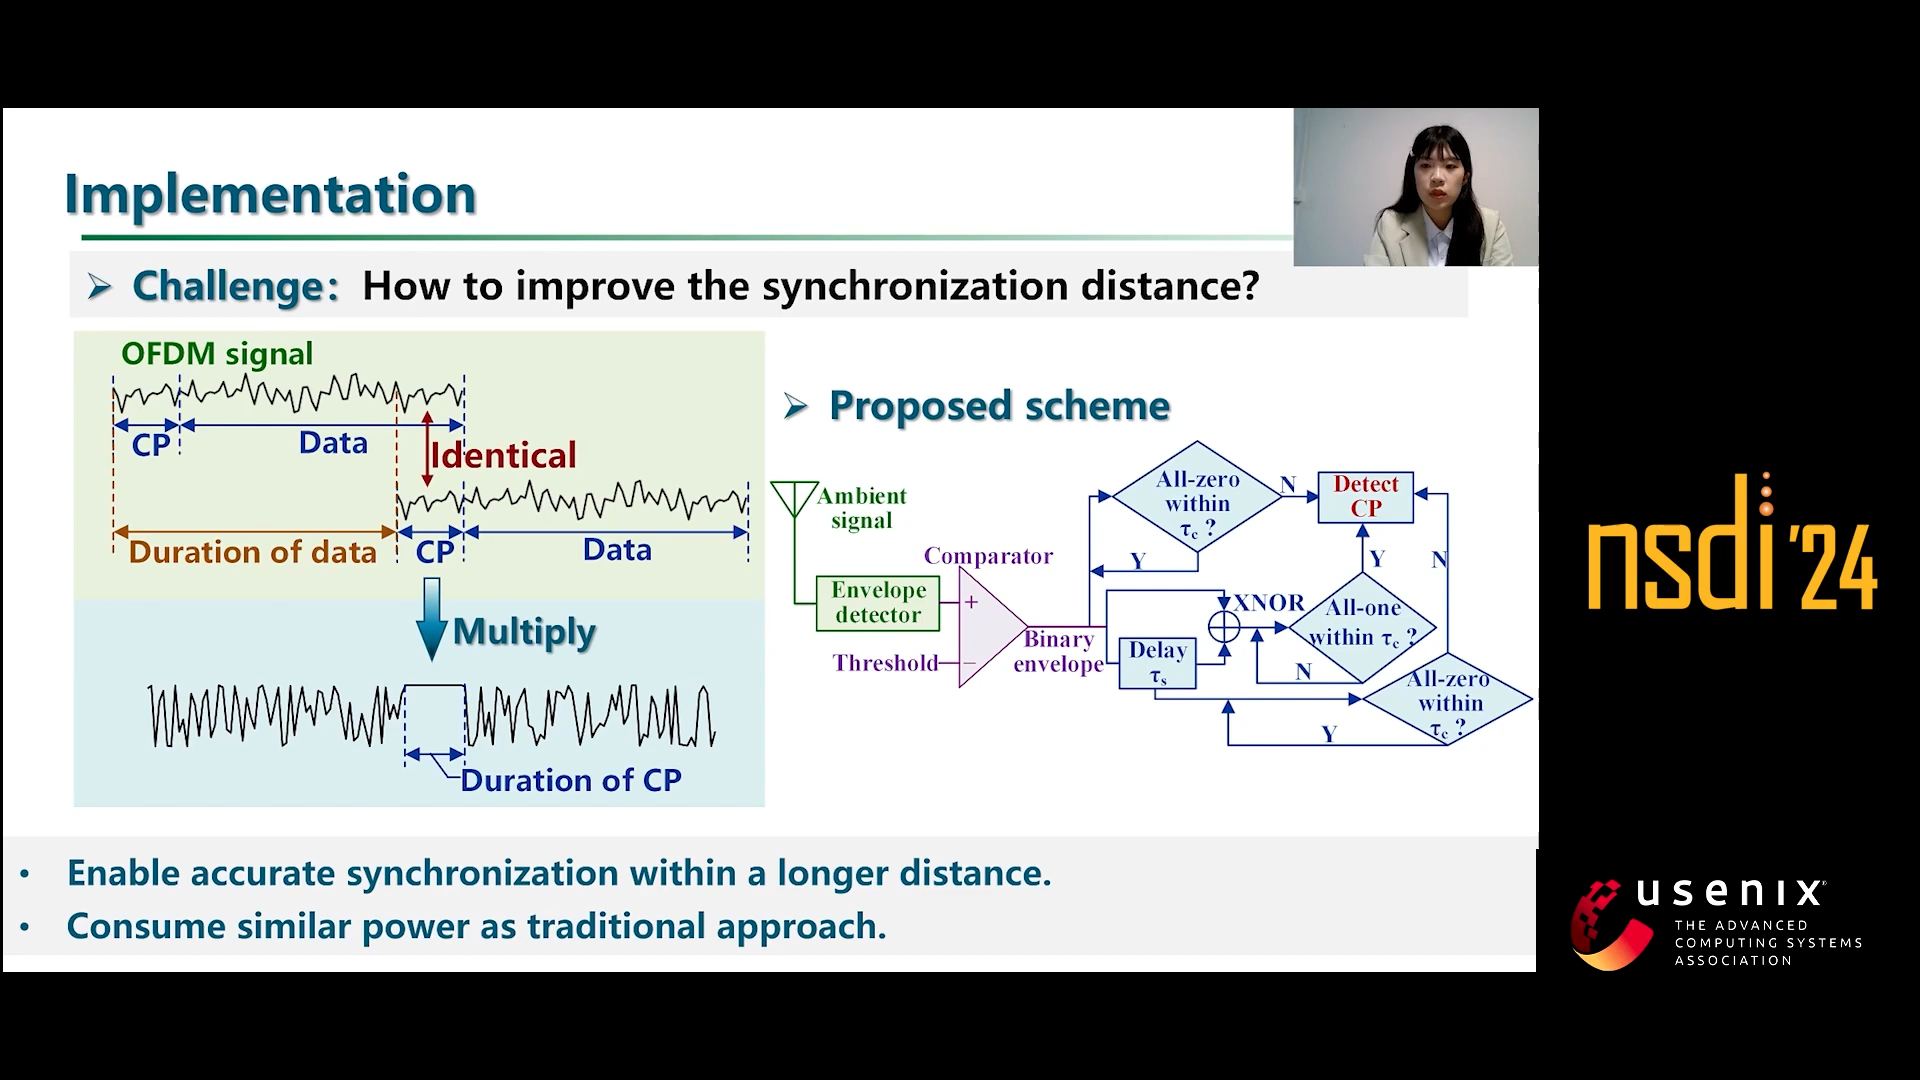 Implementation
➢ Challenge: How to improve the synchronization distance?
OFDM signal
CP
Data
Identical
Duration of data
CP
Data
Multiply
Duration of CP
➢ Proposed scheme
Ambient
signal
Envelope
detector
Comparator
+
Threshold
−
Binary
envelope
All-zero
within
τc ?
N
Y
Detect
CP
Delay
τs
XNOR
All-one
within τc ?
Y
N
N
All-zero
within
τc ?
Y
• Enable accurate synchronization within a longer distance.
• Consume similar power as traditional approach.
nsdi '24
usenix®
THE ADVANCED
COMPUTING SYSTEMS
ASSOCIATION